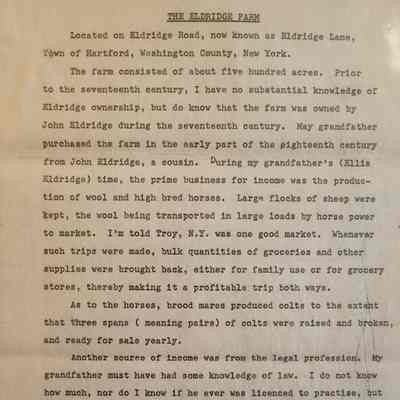 THE ELDRIDGE FARM
Located on Eldridge Road, now known as Eldridge Lane,
Town of Hartford, Washington County, New York.
The farm consisted of about five hundred acres. Prior
to the seventeenth century, I have no substantial knowledge of
Eldridge ownership, but do know that the farm was owned by
John Eldridge during the seventeenth century. May grandfather
purchased the farm in the early part of the eighteenth century
from John Eldridge, a cousin. During my grandfather's (Ellis
Eldridge) time, the prime business for income was the produc-
tion of wool and high bred horses. Large flocks of sheep were
kept, the wool being transported in large loads by horse power
to market. I'm told Troy, N.Y. was one good market. Whenever
such trips were made, bulk quantities of groceries and other
supplies were brought back, either for family use or for grocery
stores, thereby making it a profitable trip both ways.
As to the horses, brood mares produced colts to the extent
that three spans ( meaning pairs) of colts were raised and broken,
and ready for sale yearly.
Another source of income was from the legal profession. My
grandfather must have had some knowledge of law. I do not know
how much, nor do I know if he ever was licenced to practise, but